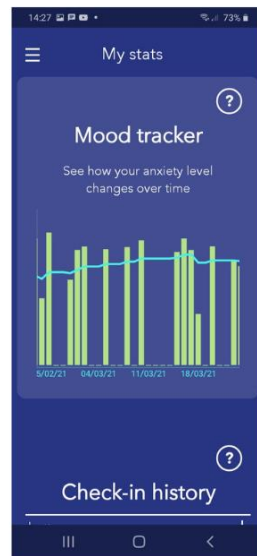 14:27
73%
My stats
?
Mood tracker
See how your anxiety level
changes over time
5/02/21 04/03/21 11/03/21 18/03/21
?
Check-in history